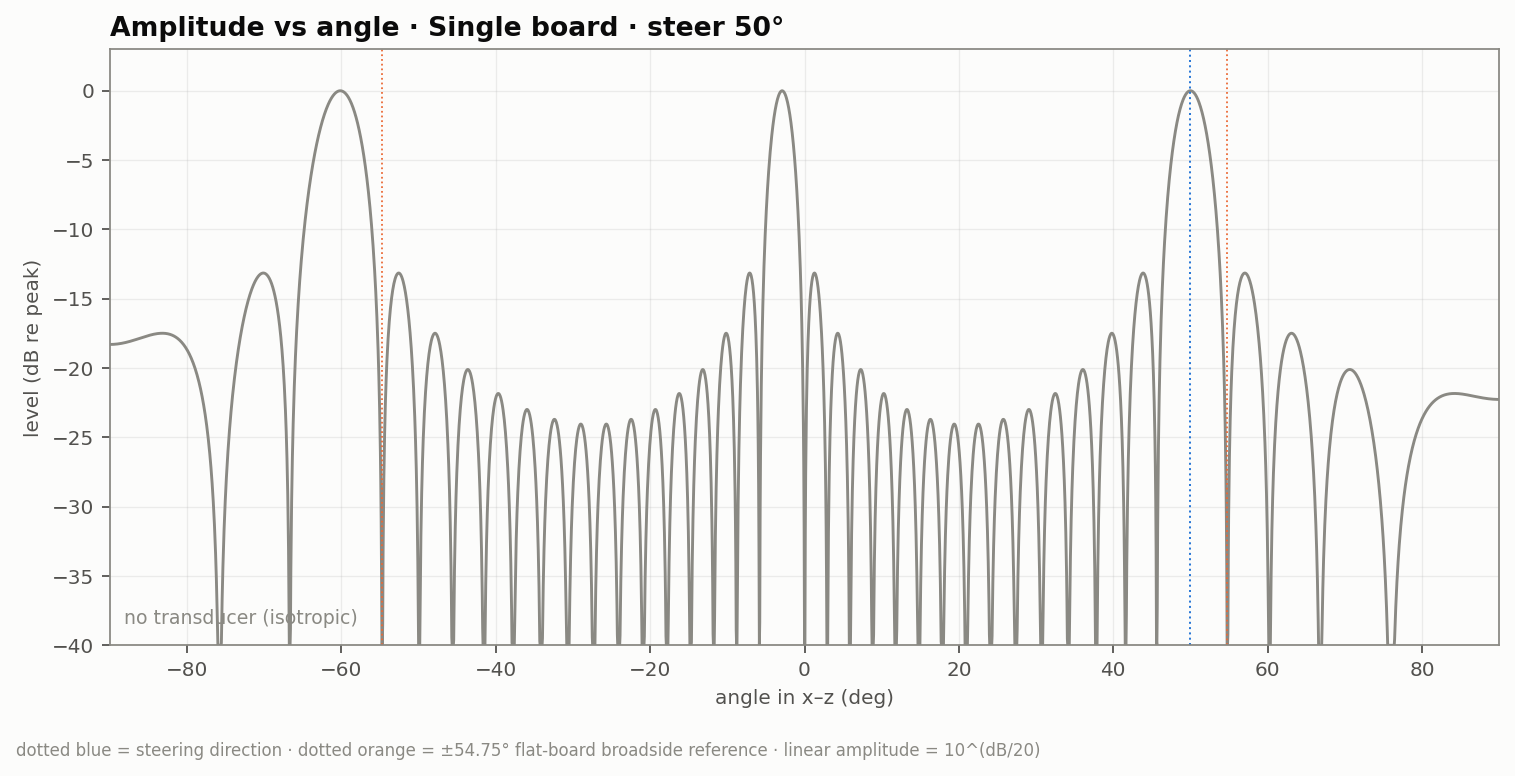 Amplitude vs angle · Single board · steer 50°
0
−5
−10
−15
−20
−25
−30
−35
−40
level (dB re peak)
no transducer (isotropic)
−80 −60 −40 −20 0 20 40 60 80
angle in x–z (deg)
dotted blue = steering direction · dotted orange = ±54.75° flat-board broadside reference · linear amplitude = 10^(dB/20)